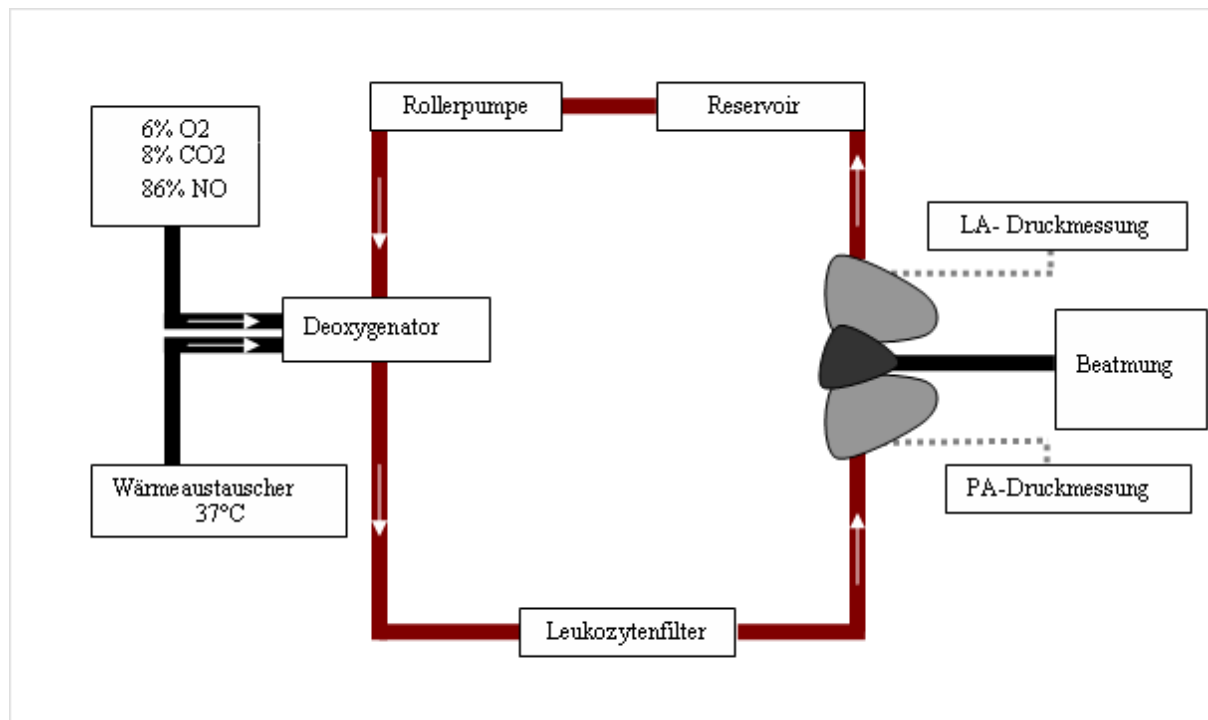 Rollerpumpe
Reservoir
6% O2
8% CO2
86% NO
LA- Druckmessung
Deoxygenator
Beatmung
Wärmeaustauscher
37°C
PA-Druckmessung
Leukozytenfilter